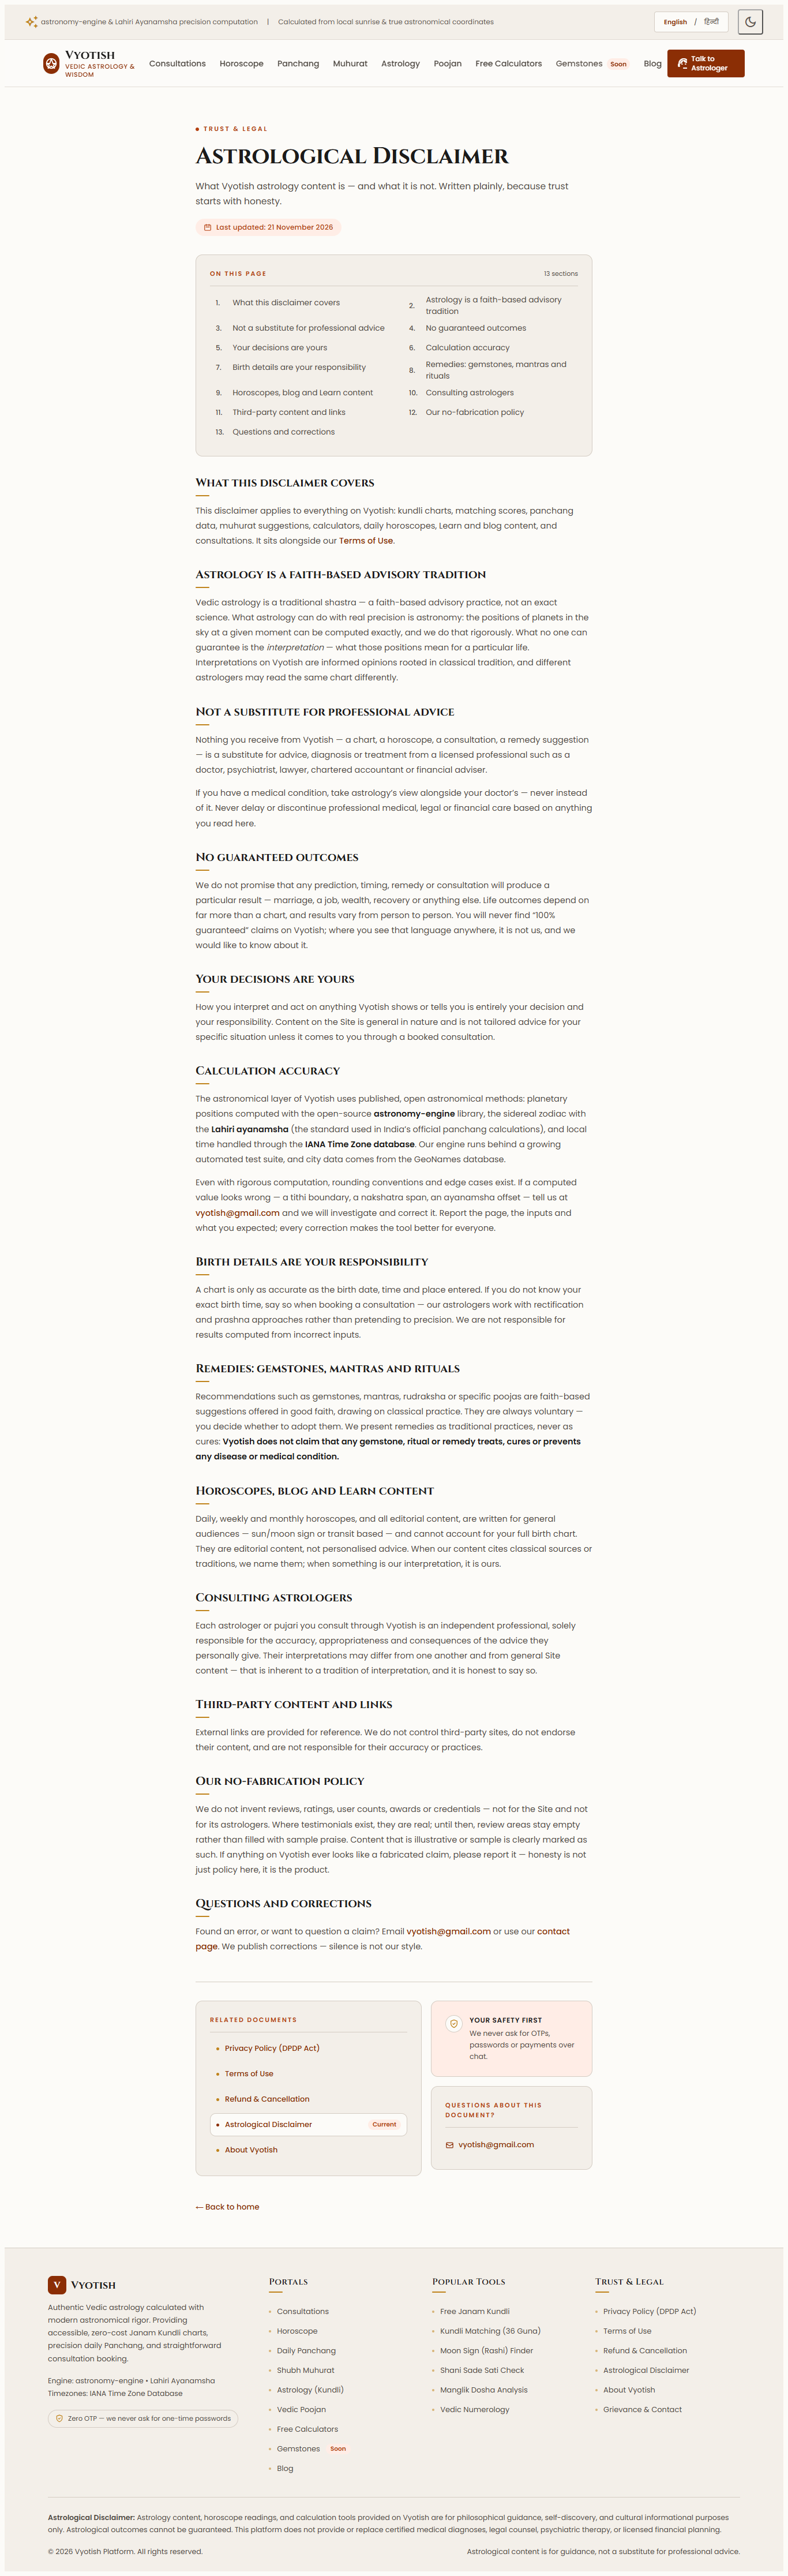 astronomy-engine & Lahiri Ayanamsha precision computation | Calculated from local sunrise & true astronomical coordinates
English / हिन्दी
Vyotish
VEDIC ASTROLOGY &
WISDOM
Consultations Horoscope Panchang Muhurat Astrology Poojan Free Calculators Gemstones Soon Blog
Talk to
Astrologer
TRUST & LEGAL
Astrological Disclaimer
What Vyotish astrology content is — and what it is not. Written plainly, because trust
starts with honesty.
Last updated: 21 November 2026
ON THIS PAGE
13 sections
1. What this disclaimer covers
2. Astrology is a faith-based advisory
tradition
3. Not a substitute for professional advice
4. No guaranteed outcomes
5. Your decisions are yours
6. Calculation accuracy
7. Birth details are your responsibility
8. Remedies: gemstones, mantras and
rituals
9. Horoscopes, blog and Learn content
10. Consulting astrologers
11. Third-party content and links
12. Our no-fabrication policy
13. Questions and corrections
What this disclaimer covers
This disclaimer applies to everything on Vyotish: kundli charts, matching scores, panchang
data, muhurat suggestions, calculators, daily horoscopes, Learn and blog content, and
consultations. It sits alongside our Terms of Use.
Astrology is a faith-based advisory tradition
Vedic astrology is a traditional shastra — a faith-based advisory practice, not an exact
science. What astrology can do with real precision is astronomy: the positions of planets in the
sky at a given moment can be computed exactly, and we do that rigorously. What no one can
guarantee is the interpretation — what those positions mean for a particular life.
Interpretations on Vyotish are informed opinions rooted in classical tradition, and different
astrologers may read the same chart differently.
Not a substitute for professional advice
Nothing you receive from Vyotish — a chart, a horoscope, a consultation, a remedy suggestion
— is a substitute for advice, diagnosis or treatment from a licensed professional such as a
doctor, psychiatrist, lawyer, chartered accountant or financial adviser.
If you have a medical condition, take astrology's view alongside your doctor's — never instead
of it. Never delay or discontinue professional medical, legal or financial care based on anything
you read here.
No guaranteed outcomes
We do not promise that any prediction, timing, remedy or consultation will produce a
particular result — marriage, a job, wealth, recovery or anything else. Life outcomes depend on
far more than a chart, and results vary from person to person. You will never find “100%
guaranteed” claims on Vyotish; where you see that language anywhere, it is not us, and we
would like to know about it.
Your decisions are yours
How you interpret and act on anything Vyotish shows or tells you is entirely your decision and
your responsibility. Content on the Site is general in nature and is not tailored advice for your
specific situation unless it comes to you through a booked consultation.
Calculation accuracy
The astronomical layer of Vyotish uses published, open astronomical methods: planetary
positions computed with the open-source astronomy-engine library, the sidereal zodiac with
the Lahiri ayanamsha (the standard used in India's official panchang calculations), and local
time handled through the IANA Time Zone database. Our engine runs behind a growing
automated test suite, and city data comes from the GeoNames database.
Even with rigorous computation, rounding conventions and edge cases exist. If a computed
value looks wrong — a tithi boundary, a nakshatra span, an ayanamsha offset — tell us at
vyotish@gmail.com and we will investigate and correct it. Report the page, the inputs and
what you expected; every correction makes the tool better for everyone.
Birth details are your responsibility
A chart is only as accurate as the birth date, time and place entered. If you do not know your
exact birth time, say so when booking a consultation — our astrologers work with rectification
and prashna approaches rather than pretending to precision. We are not responsible for
results computed from incorrect inputs.
Remedies: gemstones, mantras and rituals
Recommendations such as gemstones, mantras, rudraksha or specific poojas are faith-based
suggestions offered in good faith, drawing on classical practice. They are always voluntary —
you decide whether to adopt them. We present remedies as traditional practices, never as
cures: Vyotish does not claim that any gemstone, ritual or remedy treats, cures or prevents
any disease or medical condition.
Horoscopes, blog and Learn content
Daily, weekly and monthly horoscopes, and all editorial content, are written for general
audiences — sun/moon sign or transit based — and cannot account for your full birth chart.
They are editorial content, not personalised advice. When our content cites classical sources or
traditions, we name them; when something is our interpretation, it is ours.
Consulting astrologers
Each astrologer or pujari you consult through Vyotish is an independent professional, solely
responsible for the accuracy, appropriateness and consequences of the advice they
personally give. Their interpretations may differ from one another and from general Site
content — that is inherent to a tradition of interpretation, and it is honest to say so.
Third-party content and links
External links are provided for reference. We do not control third-party sites, do not endorse
their content, and are not responsible for their accuracy or practices.
Our no-fabrication policy
We do not invent reviews, ratings, user counts, awards or credentials — not for the Site and not
for its astrologers. Where testimonials exist, they are real; until then, review areas stay empty
rather than filled with sample praise. Content that is illustrative or sample is clearly marked as
such. If anything on Vyotish ever looks like a fabricated claim, please report it — honesty is not
just policy here, it is the product.
Questions and corrections
Found an error, or want to question a claim? Email vyotish@gmail.com or use our contact
page. We publish corrections — silence is not our style.
RELATED DOCUMENTS
Privacy Policy (DPDP Act)
Terms of Use
Refund & Cancellation
Astrological Disclaimer Current
About Vyotish
YOUR SAFETY FIRST
We never ask for OTPs,
passwords or payments over
chat.
QUESTIONS ABOUT THIS
DOCUMENT?
vyotish@gmail.com
← Back to home
V Vyotish
Authentic Vedic astrology calculated with
modern astronomical rigor. Providing
accessible, zero-cost Janam Kundli charts,
precision daily Panchang, and straightforward
consultation booking.
Engine: astronomy-engine • Lahiri Ayanamsha
Timezones: IANA Time Zone Database
Zero OTP — we never ask for one-time passwords
Portals
Consultations
Horoscope
Daily Panchang
Shubh Muhurat
Astrology (Kundli)
Vedic Poojan
Free Calculators
Gemstones Soon
Blog
Popular Tools
Free Janam Kundli
Kundli Matching (36 Guna)
Moon Sign (Rashi) Finder
Shani Sade Sati Check
Manglik Dosha Analysis
Vedic Numerology
Trust & Legal
Privacy Policy (DPDP Act)
Terms of Use
Refund & Cancellation
Astrological Disclaimer
About Vyotish
Grievance & Contact
Astrological Disclaimer: Astrology content, horoscope readings, and calculation tools provided on Vyotish are for philosophical guidance, self-discovery, and cultural informational purposes
only. Astrological outcomes cannot be guaranteed. This platform does not provide or replace certified medical diagnoses, legal counsel, psychiatric therapy, or licensed financial planning.
© 2026 Vyotish Platform. All rights reserved.
Astrological content is for guidance, not a substitute for professional advice.